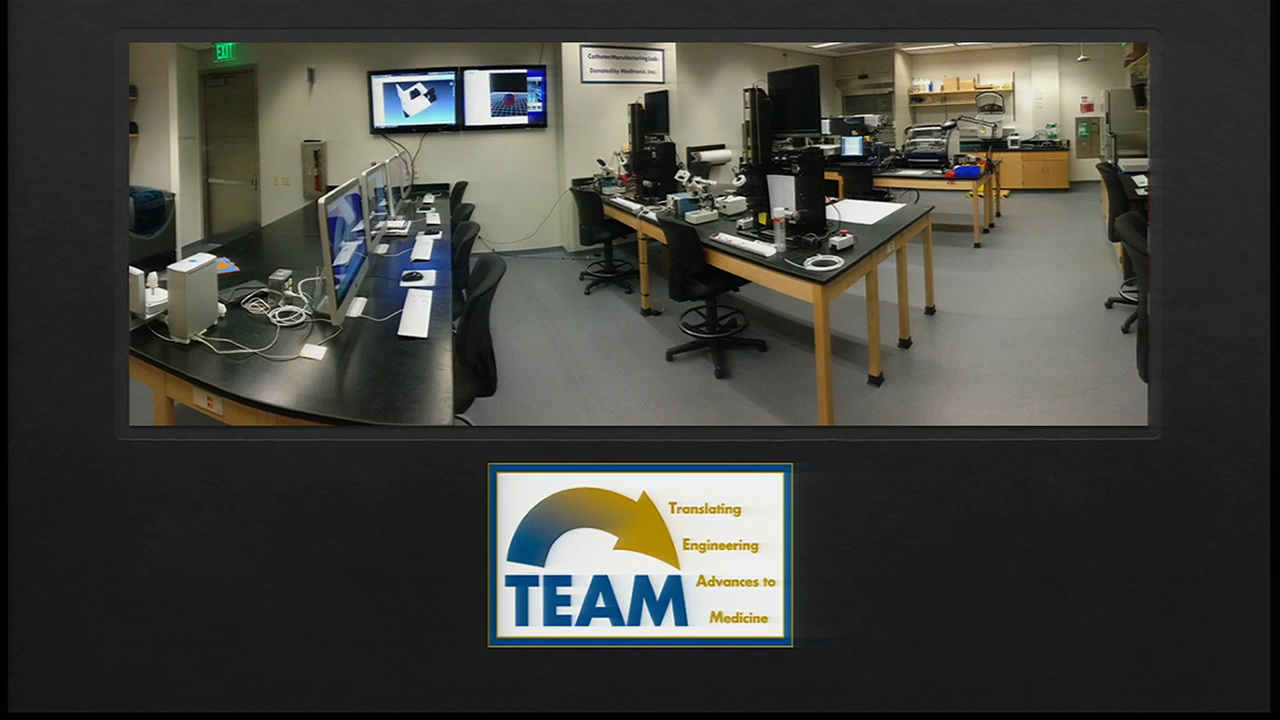 EXIT
Catheter Manufacturing Lab
Donated by Medtronic, Inc.
Translating
Engineering
Advances to
Medicine
TEAM